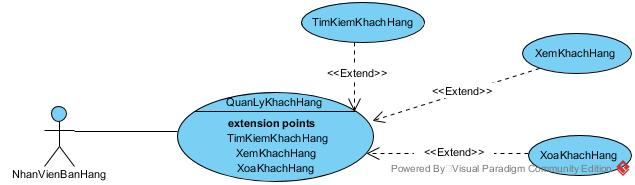 TimKiemKhachHang
XemKhachHang
<<Extend>>
<<Extend>>
QuanLyKhachHang
extension points
TimKiemKhachHang
XemKhachHang
XoaKhachHang
<<Extend>>
XoaKhachHang
NhanVienBanHang
Powered By Visual Paradigm Community Edition